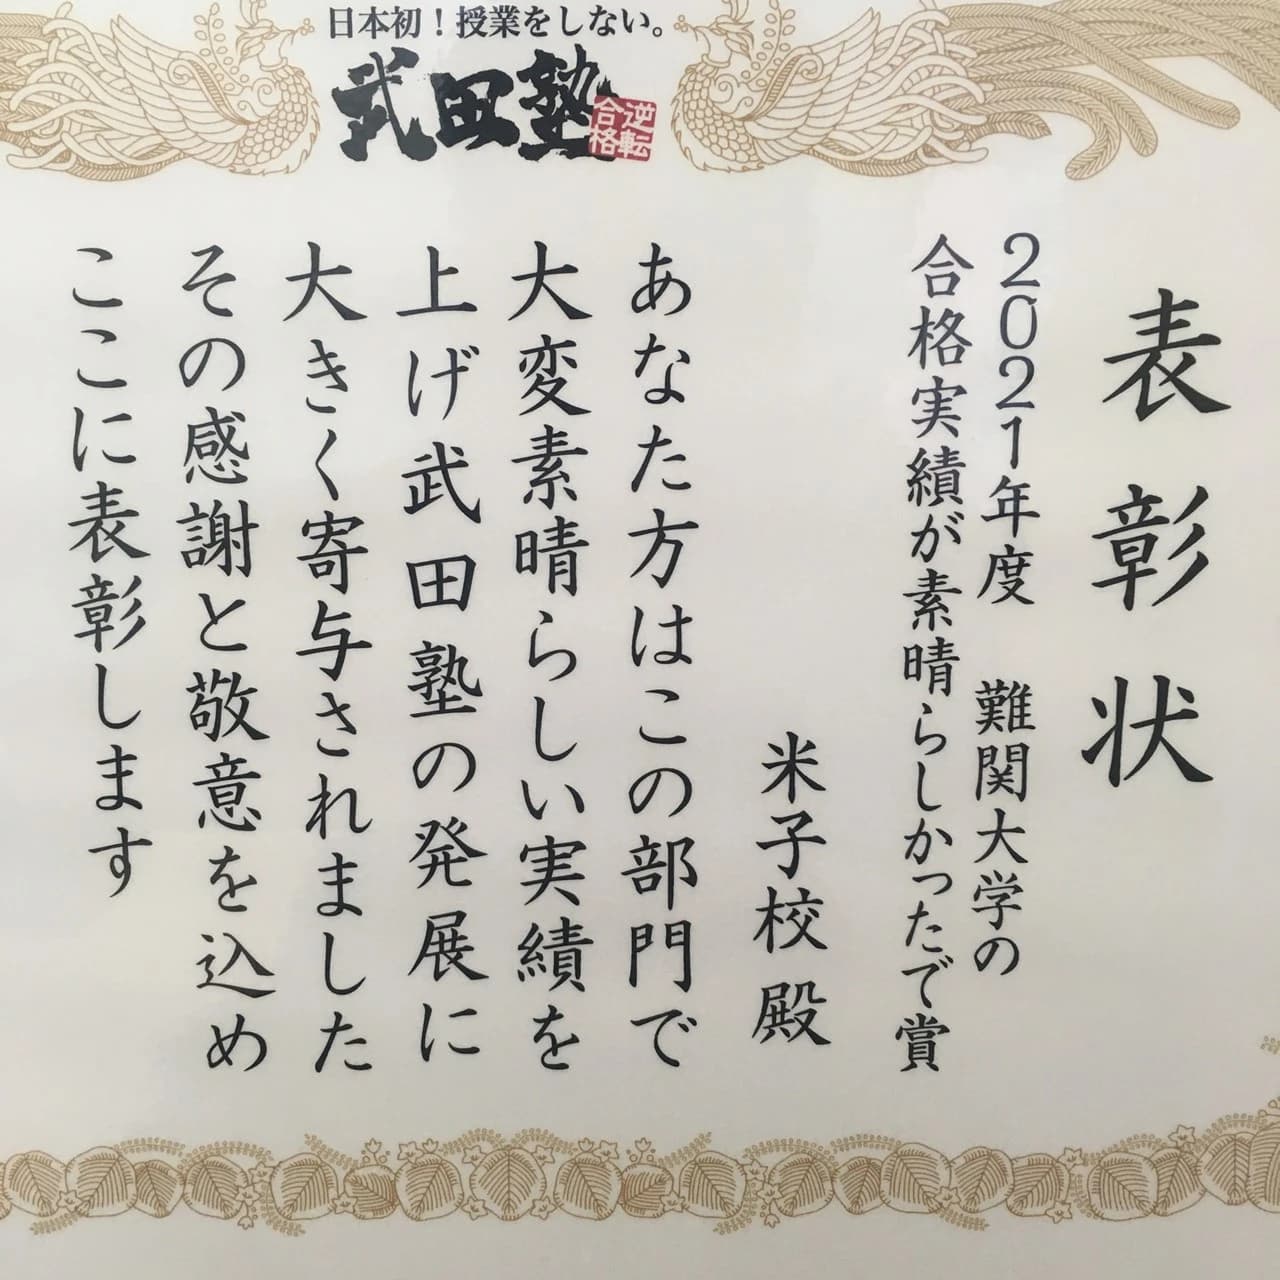 日本初！授業をしない。
武田塾
逆転
合格
表彰状
2021年度 難関大学の
合格実績が素晴らしかったで賞
米子校 殿
あなた方はこの部門で
大変素晴らしい実績を
上げ武田塾の発展に
大きく寄与されました
その感謝と敬意を込め
ここに表彰します